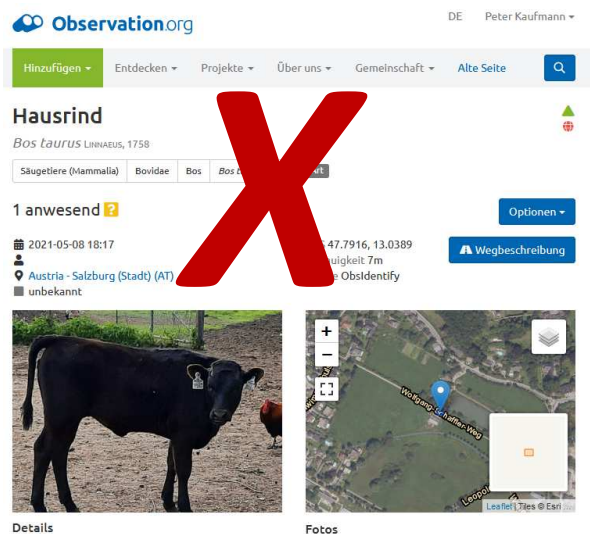 Observation.org
DE Peter Kaufmann
Hinzufügen Entdecken Projekte Über uns Gemeinschaft Alte Seite
Hausrind
Bos taurus LINNAEUS, 1758
Säugetiere (Mammalia) Bovidae Bos Bos
1 anwesend ?
Optionen
2021-05-08 18:17
47.7916, 13.0389
7m
Wegbeschreibung
Austria - Salzburg (Stadt) (AT)
ObsIdentify
unbekannt
+
−
Wolfgang-Schaffler-Weg
Leaflet | Tiles © Esri
Details
Fotos